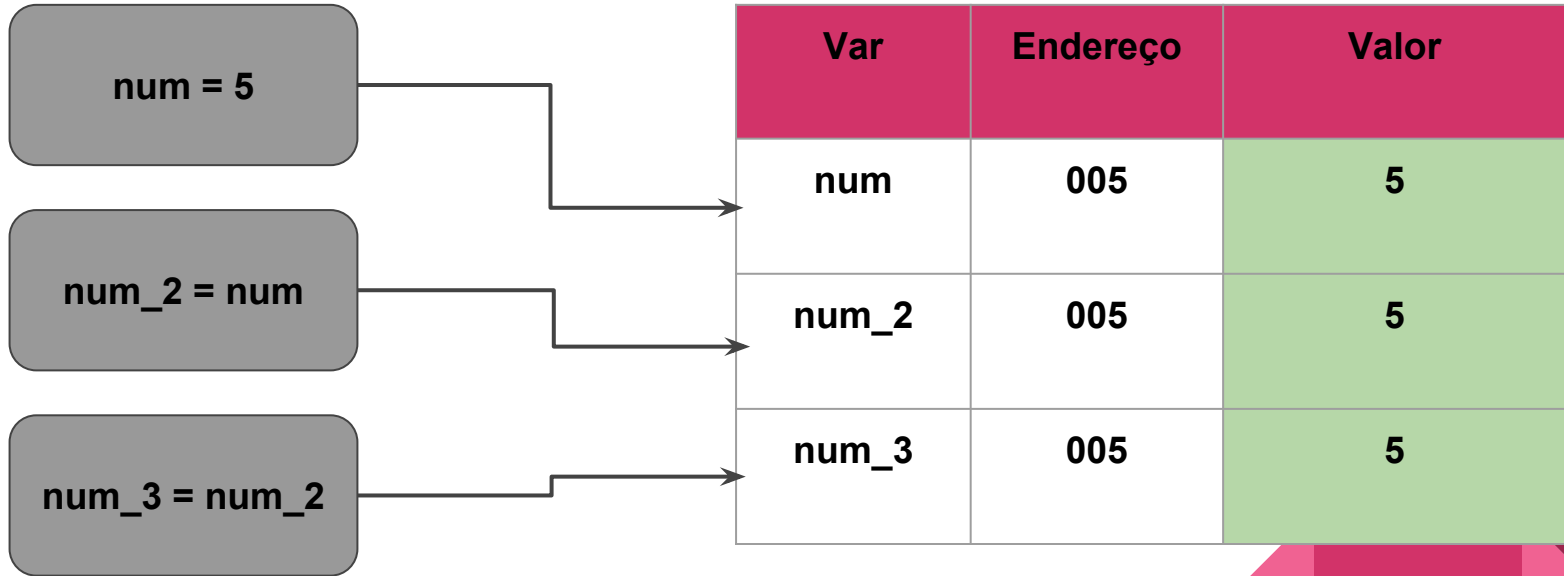 num = 5
num_2 = num
num_3 = num_2
Var Endereço Valor
num 005 5
num_2 005 5
num_3 005 5